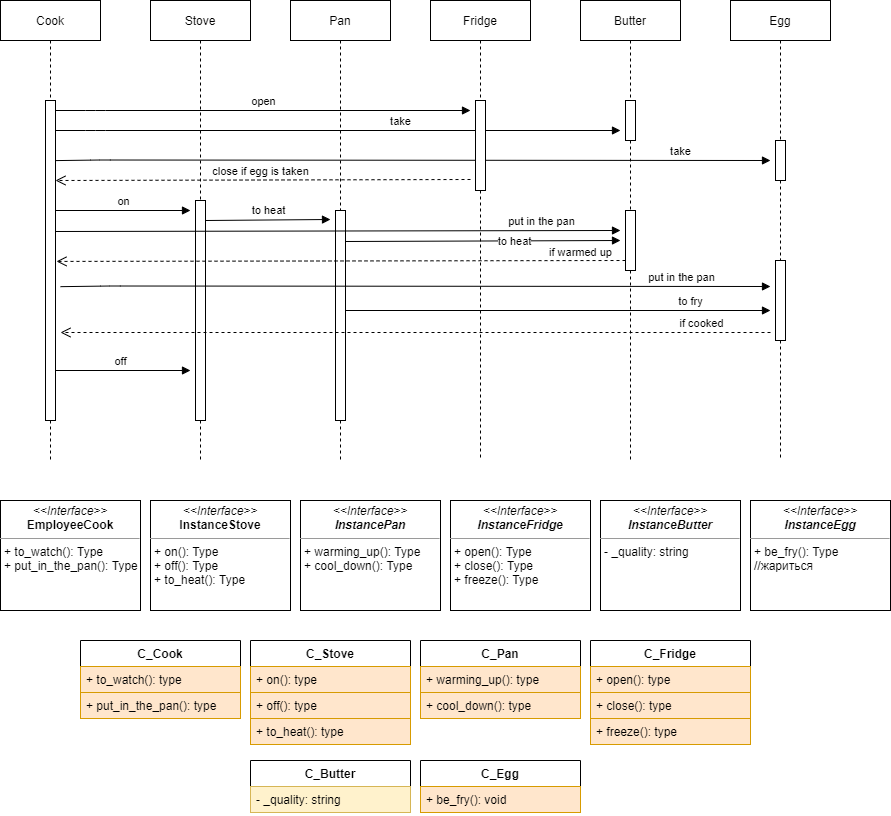 Cook
Stove
Pan
Fridge
Butter
Egg
open
take
take
close if egg is taken
on
to heat
put in the pan
to heat
if warmed up
put in the pan
to fry
if cooked
off
<<Interface>>
EmployeeCook
+ to_watch(): Type
+ put_in_the_pan(): Type
<<Interface>>
InstanceStove
+ on(): Type
+ off(): Type
+ to_heat(): Type
<<Interface>>
InstancePan
+ warming_up(): Type
+ cool_down(): Type
<<Interface>>
InstanceFridge
+ open(): Type
+ close(): Type
+ freeze(): Type
<<Interface>>
InstanceButter
- _quality: string
<<Interface>>
InstanceEgg
+ be_fry(): Type
//жариться
C_Cook
+ to_watch(): type
+ put_in_the_pan(): type
C_Stove
+ on(): type
+ off(): type
+ to_heat(): type
C_Pan
+ warming_up(): type
+ cool_down(): type
C_Fridge
+ open(): type
+ close(): type
+ freeze(): type
C_Butter
- _quality: string
C_Egg
+ be_fry(): void